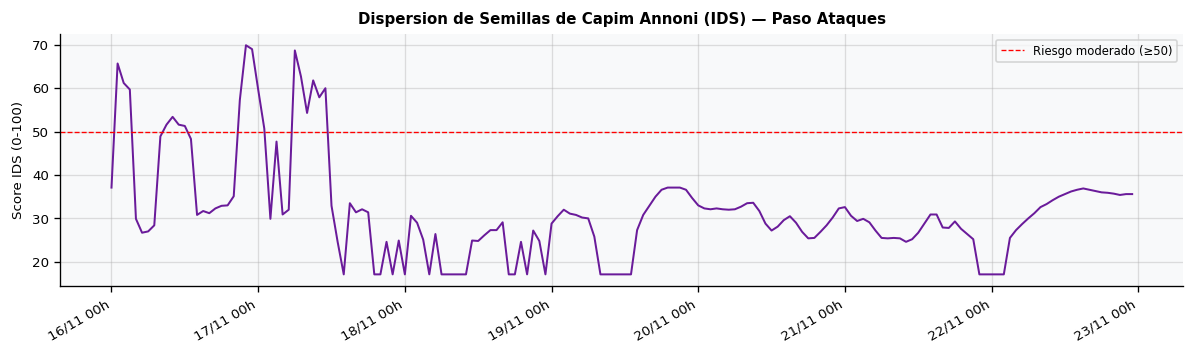 Dispersion de Semillas de Capim Annoni (IDS) — Paso Ataques
Riesgo moderado (≥50)
Score IDS (0-100)
70
60
50
40
30
20
16/11 00h
17/11 00h
18/11 00h
19/11 00h
20/11 00h
21/11 00h
22/11 00h
23/11 00h